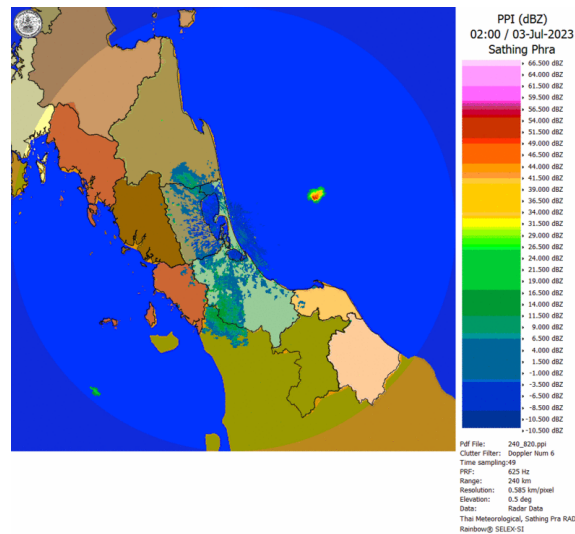 PPI (dBZ)
02:00 / 03-Jul-2023
Sathing Phra
66.500 dBZ
64.000 dBZ
61.500 dBZ
59.500 dBZ
56.500 dBZ
54.000 dBZ
51.500 dBZ
49.000 dBZ
46.500 dBZ
44.000 dBZ
41.500 dBZ
39.000 dBZ
36.500 dBZ
34.000 dBZ
31.500 dBZ
29.000 dBZ
26.500 dBZ
24.000 dBZ
21.500 dBZ
19.000 dBZ
16.500 dBZ
14.000 dBZ
11.500 dBZ
9.000 dBZ
6.500 dBZ
4.000 dBZ
1.500 dBZ
-1.000 dBZ
-3.500 dBZ
-6.500 dBZ
-8.500 dBZ
-10.500 dBZ
-10.500 dBZ
Pdf File: 240_820.ppi
Clutter Filter: Doppler Num 6
Time sampling:49
PRF: 625 Hz
Range: 240 km
Resolution: 0.585 km/pixel
Elevation: 0.5 deg
Data: Radar Data
Thai Meteorological, Sathing Pra RAD
Rainbow® SELEX-SI